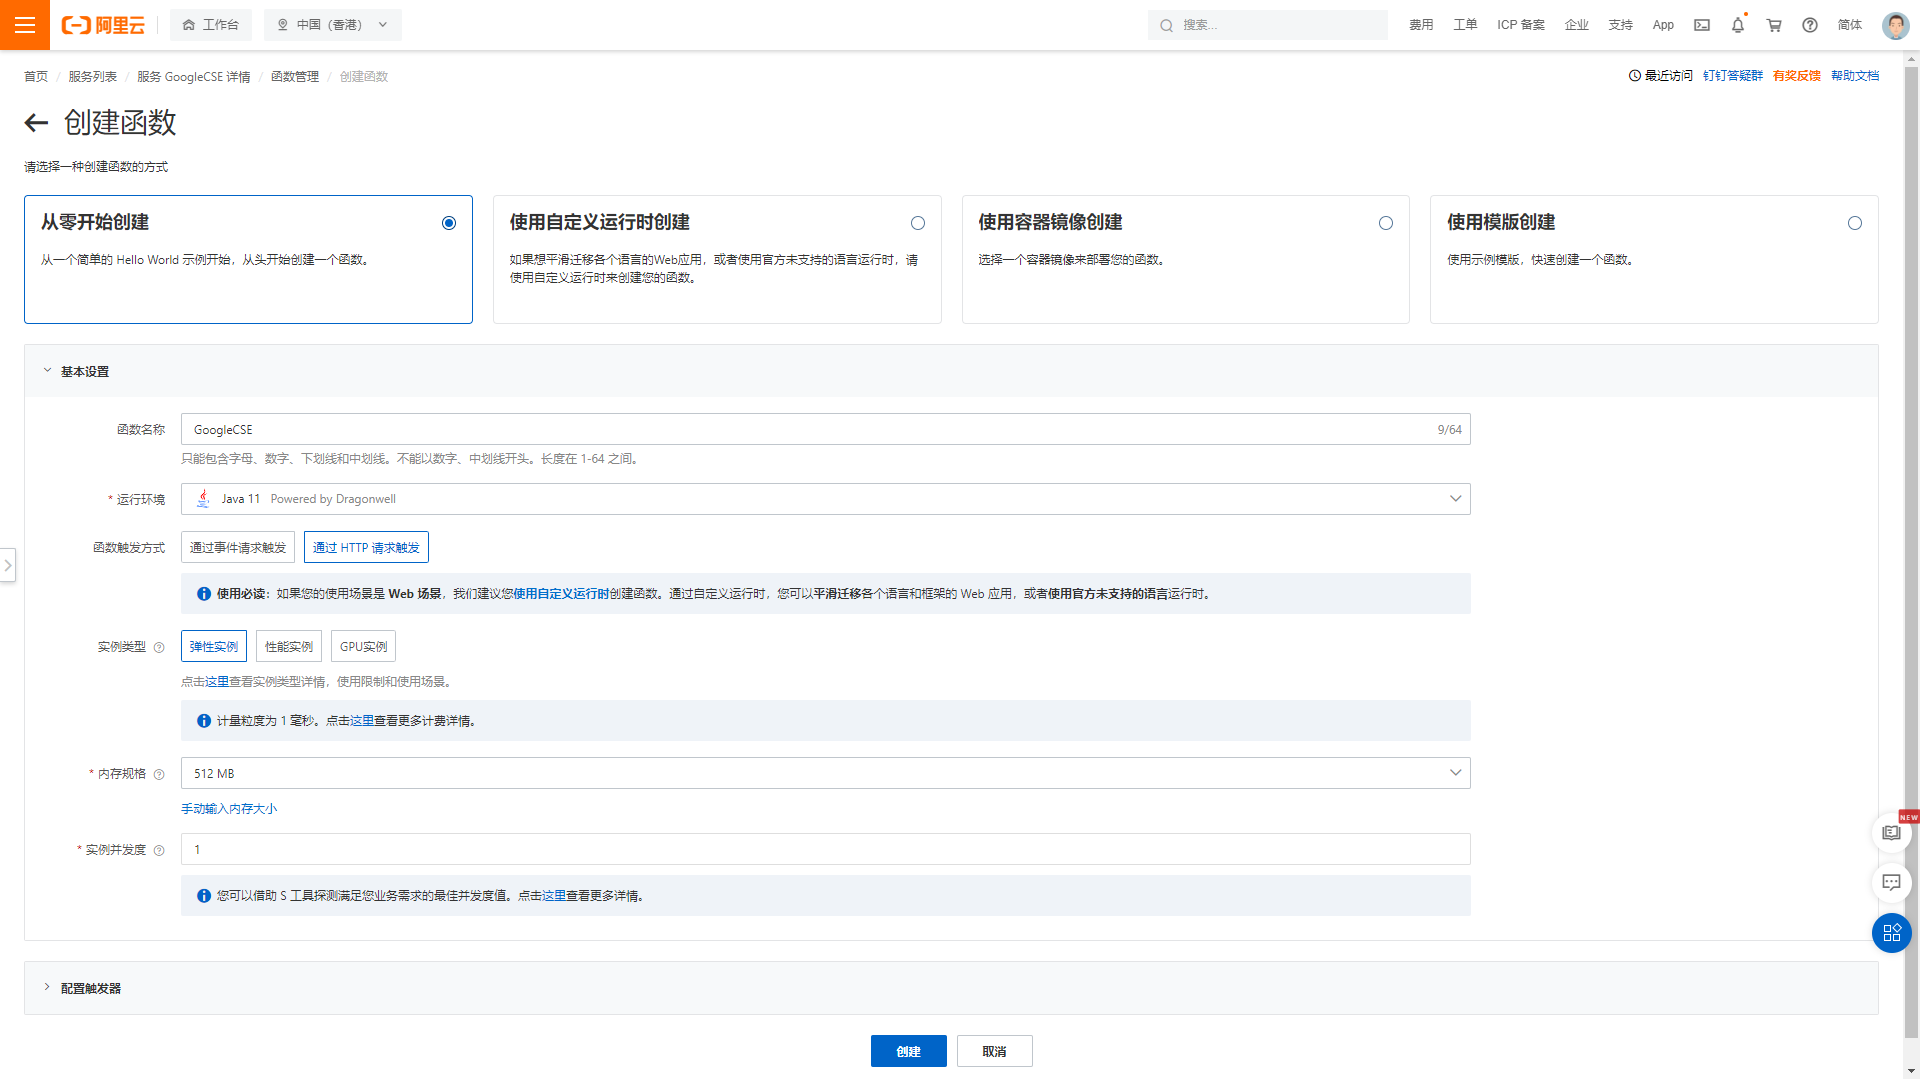 阿里云
工作台
中国（香港）
搜索...
费用
工单
ICP 备案
企业
支持
App
简体
首页 / 服务列表 / 服务 GoogleCSE 详情 / 函数管理 / 创建函数
最近访问 钉钉答疑群 有奖反馈 帮助文档
创建函数
请选择一种创建函数的方式
从零开始创建
从一个简单的 Hello World 示例开始，从头开始创建一个函数。
使用自定义运行时创建
如果想平滑迁移各个语言的Web应用，或者使用官方未支持的语言运行时，请
使用自定义运行时来创建您的函数。
使用容器镜像创建
选择一个容器镜像来部署您的函数。
使用模版创建
使用示例模版，快速创建一个函数。
基本设置
函数名称
GoogleCSE
9/64
只能包含字母、数字、下划线和中划线。不能以数字、中划线开头。长度在 1-64 之间。
* 运行环境
Java 11 Powered by Dragonwell
函数触发方式
通过事件请求触发
通过 HTTP 请求触发
使用必读：如果您的使用场景是 Web 场景，我们建议您使用自定义运行时创建函数。通过自定义运行时，您可以平滑迁移各个语言和框架的 Web 应用，或者使用官方未支持的语言运行时。
实例类型
弹性实例
性能实例
GPU实例
点击这里查看实例类型详情，使用限制和使用场景。
计量粒度为 1 毫秒。点击这里查看更多计费详情。
* 内存规格
512 MB
手动输入内存大小
* 实例并发度
1
您可以借助 S 工具探测满足您业务需求的最佳并发度值。点击这里查看更多详情。
NEW
配置触发器
创建
取消